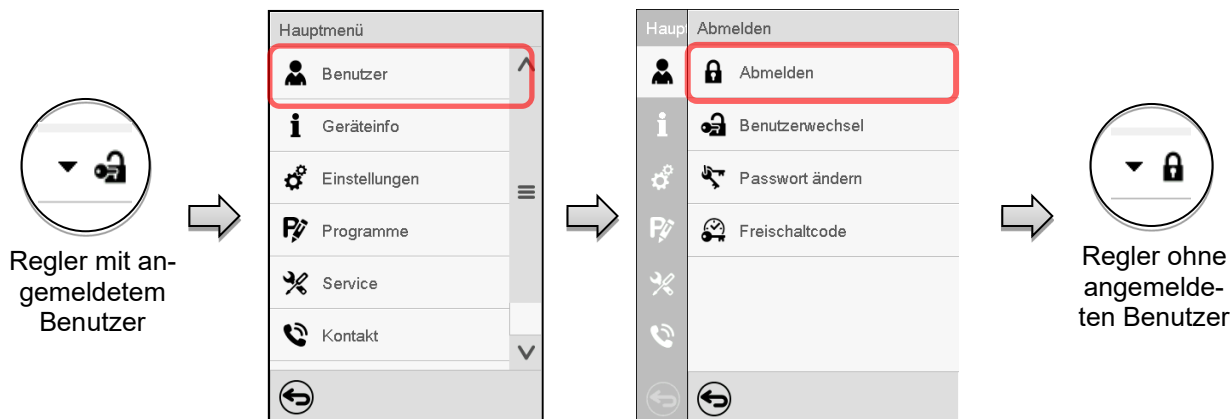 Regler mit an-
gemeldetem
Benutzer
Hauptmenü
Benutzer
Geräteinfo
Einstellungen
Programme
Service
Kontakt
Haup
Abmelden
Abmelden
Benutzerwechsel
Passwort ändern
Freischaltcode
Regler ohne
angemelde-
ten Benutzer